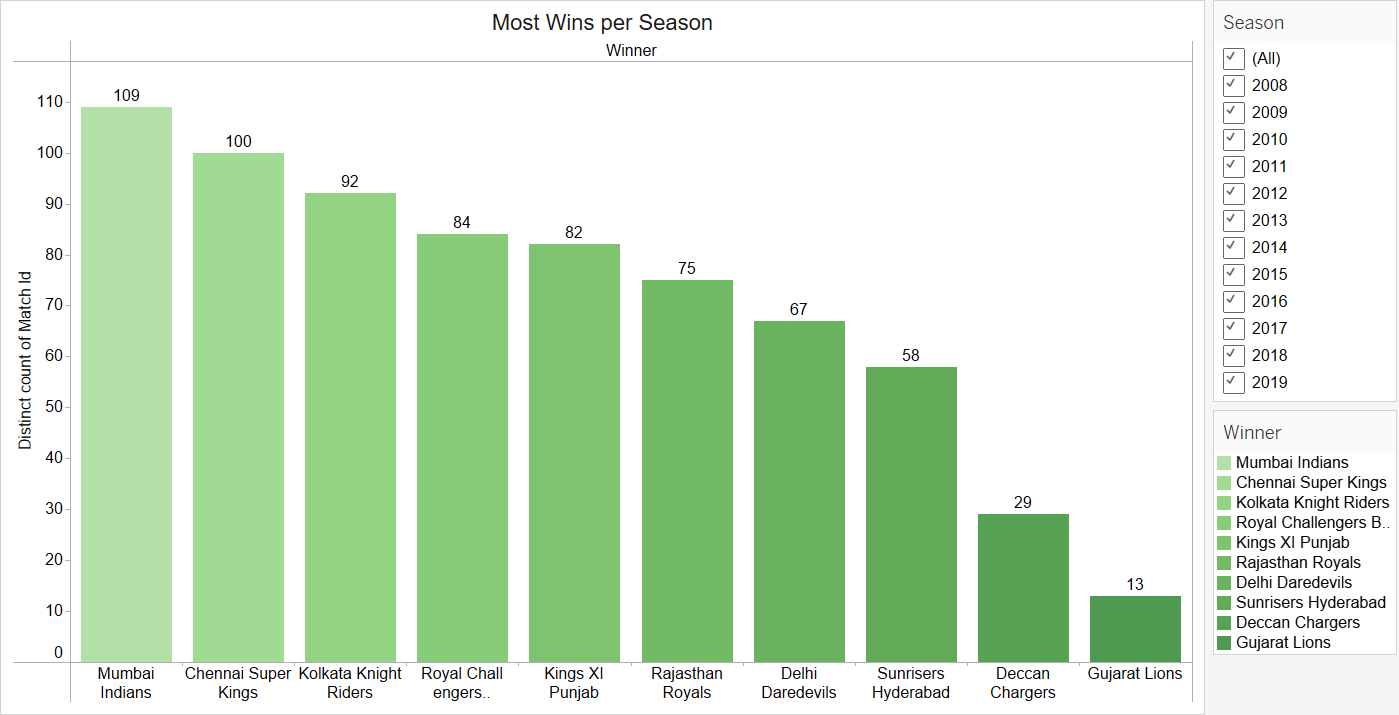 Most Wins per Season
Winner
Distinct count of Match Id
110
100
90
80
70
60
50
40
30
20
10
0
109
100
92
84
82
75
67
58
29
13
Mumbai
Indians
Chennai Super
Kings
Kolkata Knight
Riders
Royal Chall
engers..
Kings XI
Punjab
Rajasthan
Royals
Delhi
Daredevils
Sunrisers
Hyderabad
Deccan
Chargers
Gujarat Lions
Season
(All)
2008
2009
2010
2011
2012
2013
2014
2015
2016
2017
2018
2019
Winner
Mumbai Indians
Chennai Super Kings
Kolkata Knight Riders
Royal Challengers B..
Kings XI Punjab
Rajasthan Royals
Delhi Daredevils
Sunrisers Hyderabad
Deccan Chargers
Gujarat Lions